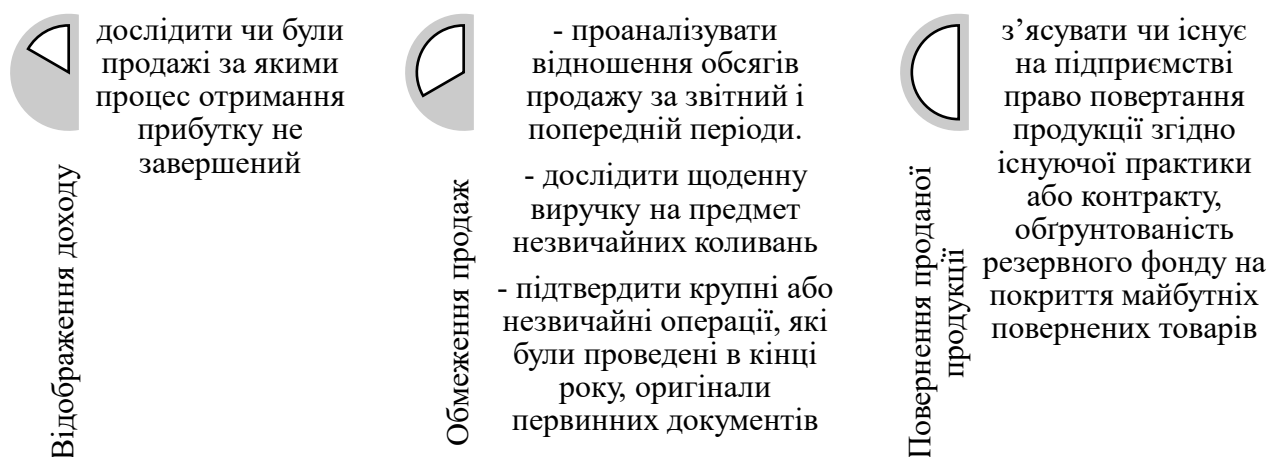 Відображення доходу
дослідити чи були
продажі за якими
процес отримання
прибутку не
завершений
Обмеження продаж
- проаналізувати
відношення обсягів
продажу за звітний і
попередній періоди.
- дослідити щоденну
виручку на предмет
незвичайних коливань
- підтвердити крупні або
незвичайні операції, які
були проведені в кінці
року, оригінали
первинних документів
Повернення проданої
продукції
з’ясувати чи існує
на підприємстві
право повертання
продукції згідно
існуючої практики
або контракту,
обґрунтованість
резервного фонду на
покриття майбутніх
повернених товарів